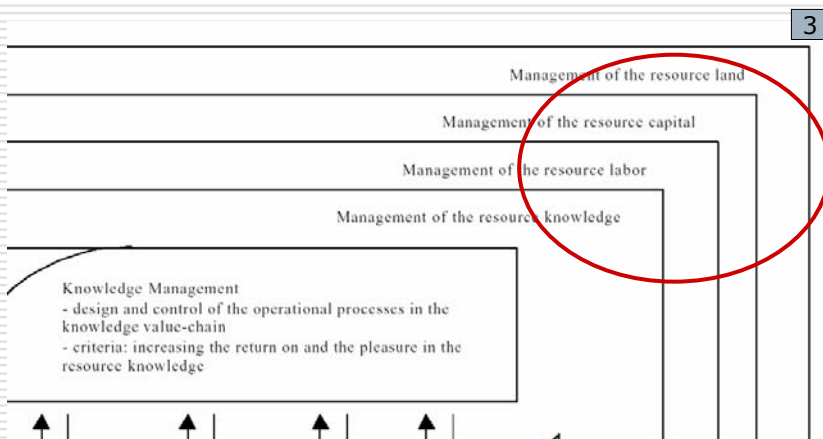 3
Management of the resource land
Management of the resource capital
Management of the resource labor
Management of the resource knowledge
Knowledge Management
- design and control of the operational processes in the
knowledge value-chain
- criteria: increasing the return on and the pleasure in the
resource knowledge